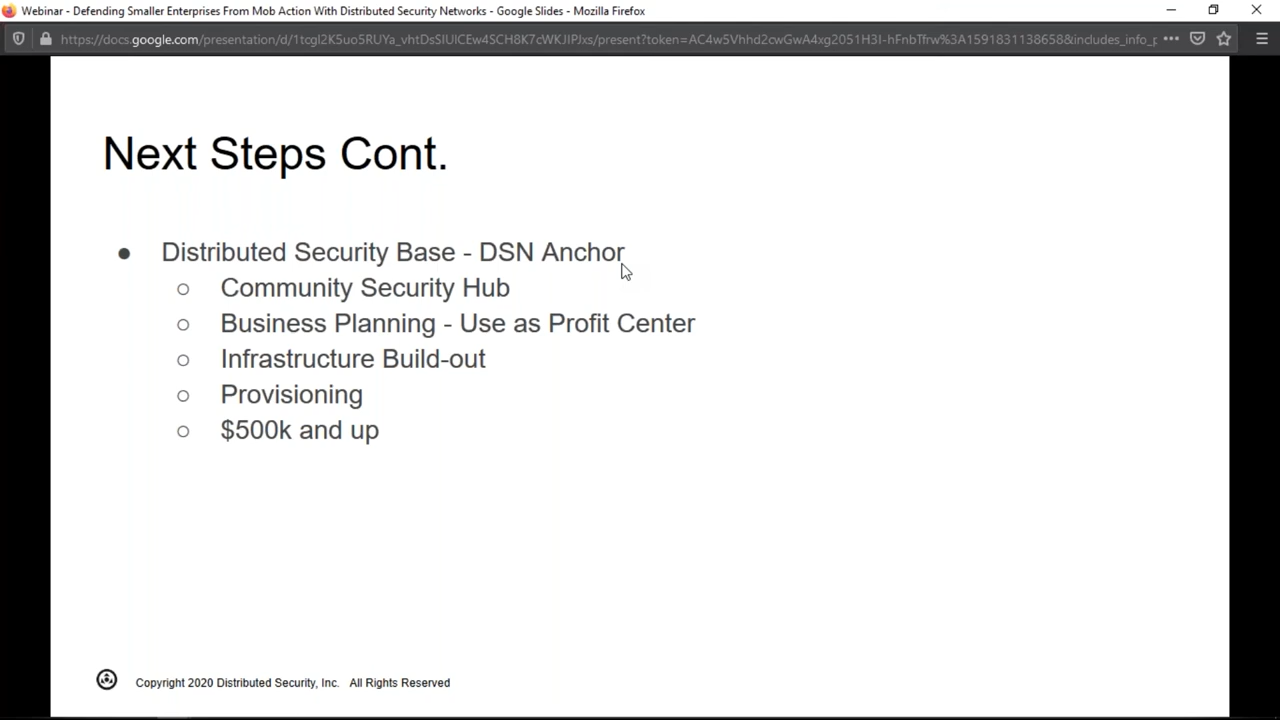 Webinar - Defending Smaller Enterprises From Mob Action With Distributed Security Networks - Google Slides - Mozilla Firefox
Next Steps Cont.
● Distributed Security Base - DSN Anchor
○ Community Security Hub
○ Business Planning - Use as Profit Center
○ Infrastructure Build-out
○ Provisioning
○ $500k and up
Copyright 2020 Distributed Security, Inc. All Rights Reserved